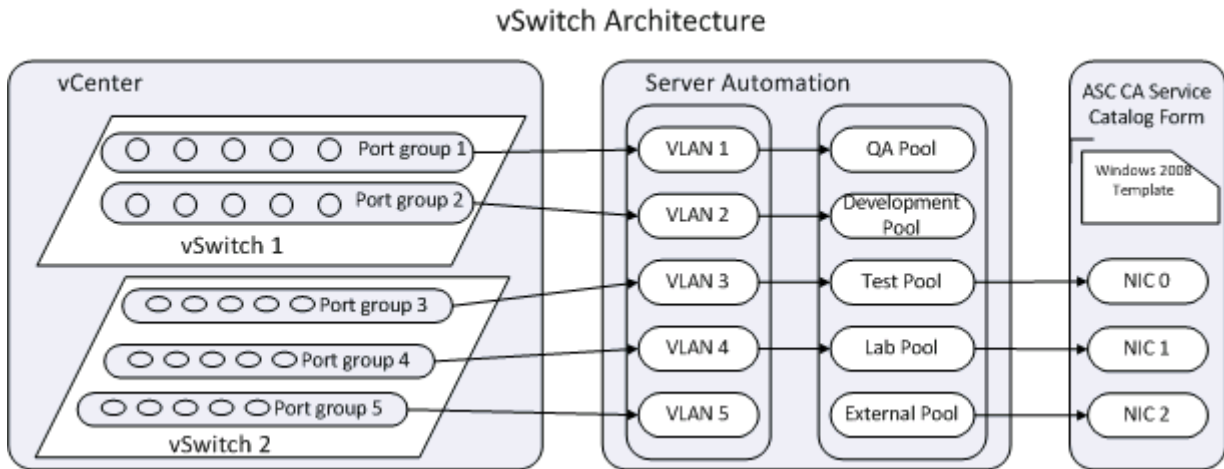 vSwitch Architecture
vCenter
Port group 1
Port group 2
vSwitch 1
Port group 3
Port group 4
Port group 5
vSwitch 2
Server Automation
VLAN 1
VLAN 2
VLAN 3
VLAN 4
VLAN 5
QA Pool
Development
Pool
Test Pool
Lab Pool
External Pool
ASC CA Service
Catalog Form
Windows 2008
Template
NIC 0
NIC 1
NIC 2